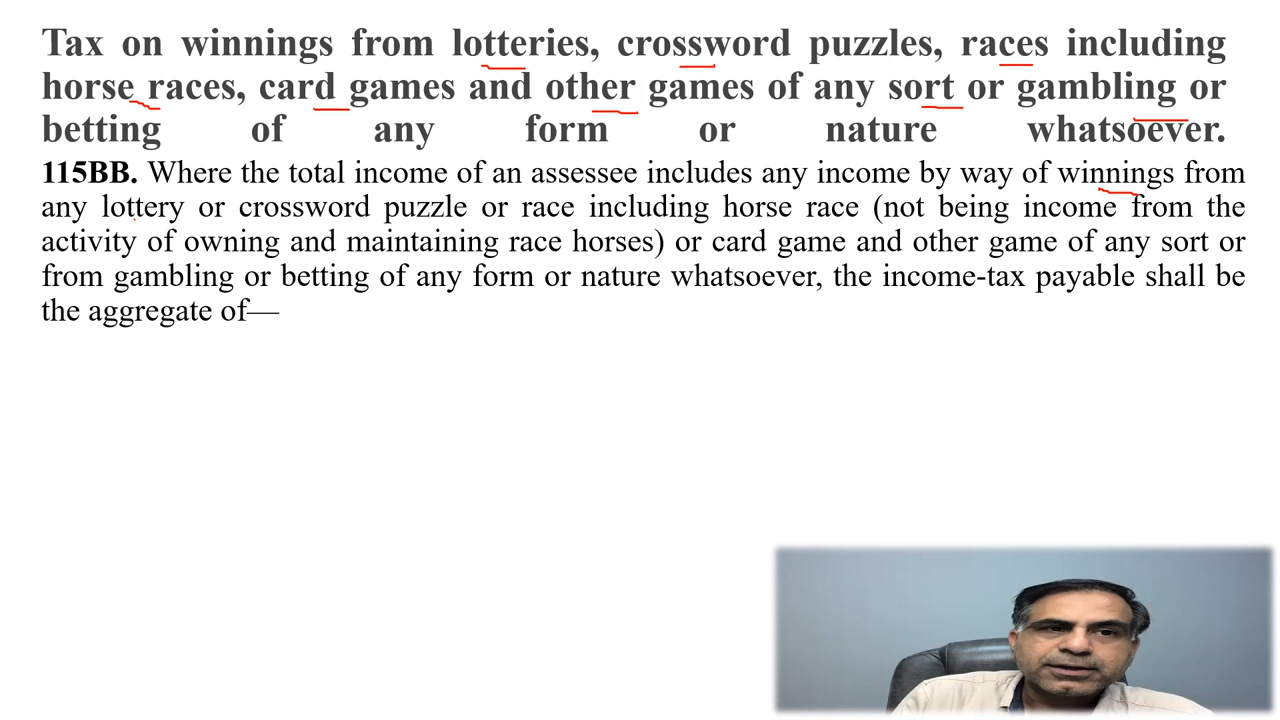 Tax on winnings from lotteries, crossword puzzles, races including
horse races, card games and other games of any sort or gambling or
betting of any form or nature whatsoever.
115BB. Where the total income of an assessee includes any income by way of winnings from
any lottery or crossword puzzle or race including horse race (not being income from the
activity of owning and maintaining race horses) or card game and other game of any sort or
from gambling or betting of any form or nature whatsoever, the income-tax payable shall be
the aggregate of—